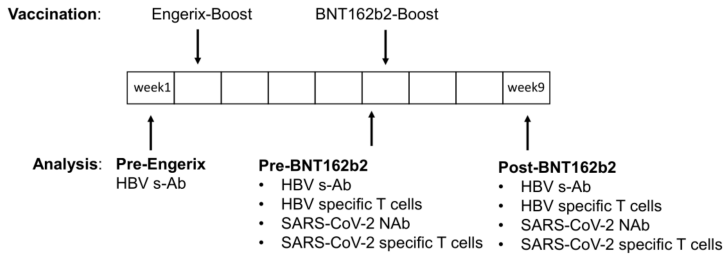 Vaccination: Engerix-Boost BNT162b2-Boost
week1 week9
Analysis: Pre-Engerix Pre-BNT162b2 Post-BNT162b2
HBV s-Ab • HBV s-Ab • HBV s-Ab
• HBV specific T cells • HBV specific T cells
• SARS-CoV-2 NAb • SARS-CoV-2 NAb
• SARS-CoV-2 specific T cells • SARS-CoV-2 specific T cells